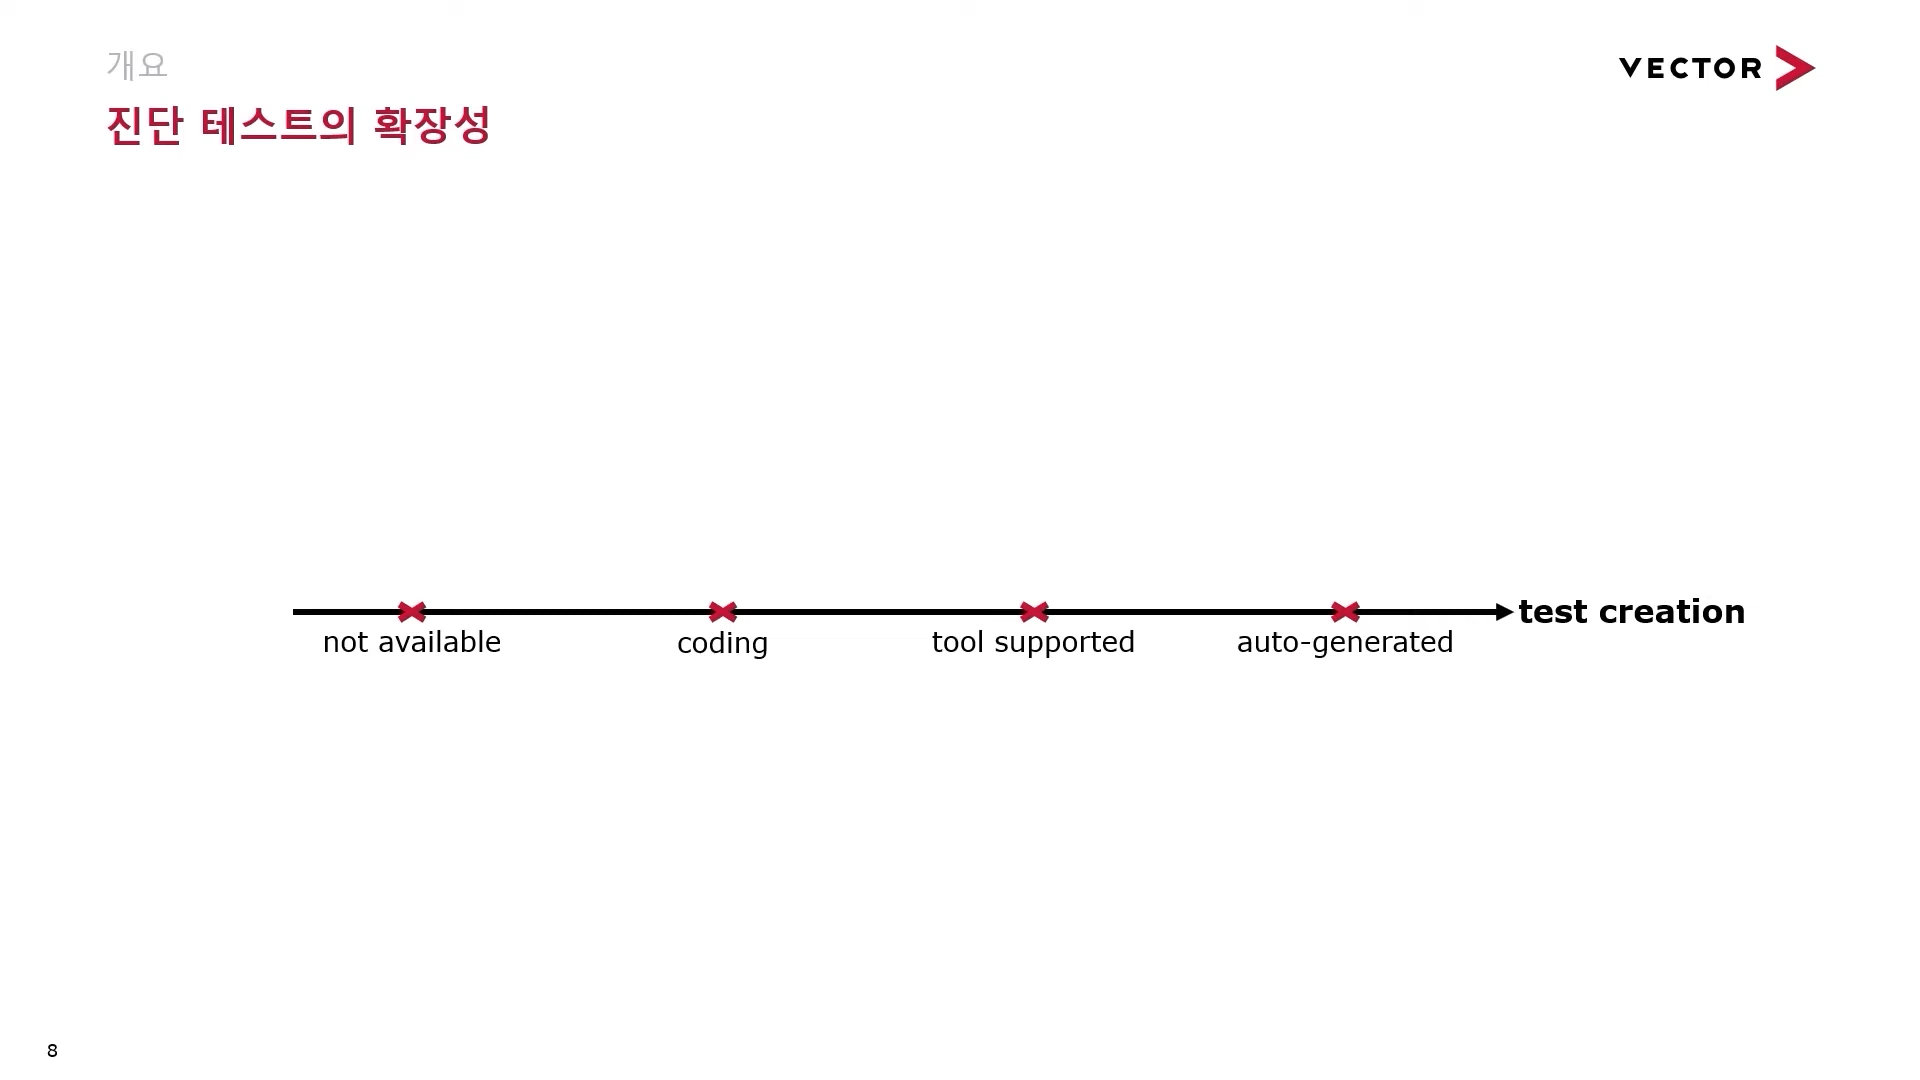 개요
VECTOR
진단 테스트의 확장성
test creation
not available
coding
tool supported
auto-generated
8